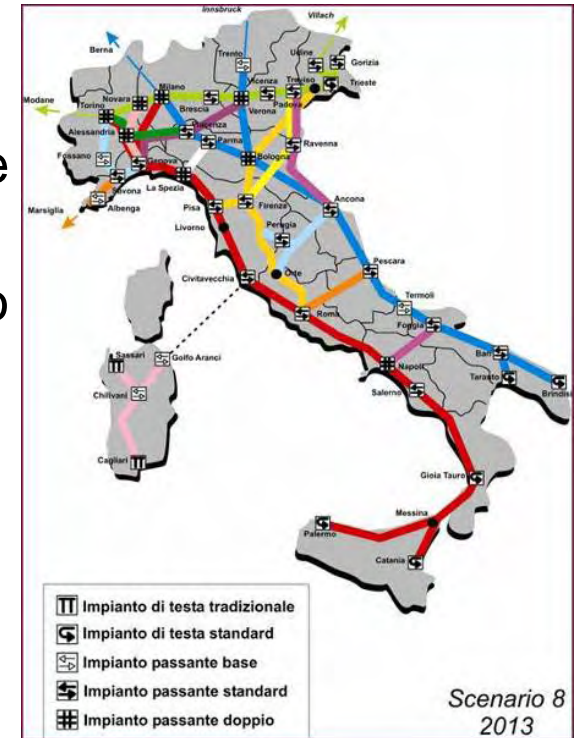 Innsbruck
Villach
Berna
Trento
Udine
Gorizia
Vicenza
Treviso
Trieste
Milano
Novara
Modane
Torino
Brescia
Verona
Padova
Piacenza
Alessandria
Parma
Ravenna
Bologna
Fossano
Genova
La Spezia
Savona
Marsiglia
Albenga
Pisa
Firenze
Ancona
Livorno
Perugia
Civitavecchia
Orte
Pescara
Roma
Termoli
Foggia
Sassari
Golfo Aranci
Bari
Napoli
Taranto
Brindisi
Chilivani
Salerno
Cagliari
Gioia Tauro
Messina
Palermo
Catania
e
o
Impianto di testa tradizionale
Impianto di testa standard
Impianto passante base
Impianto passante standard
Impianto passante doppio
Scenario 8
2013